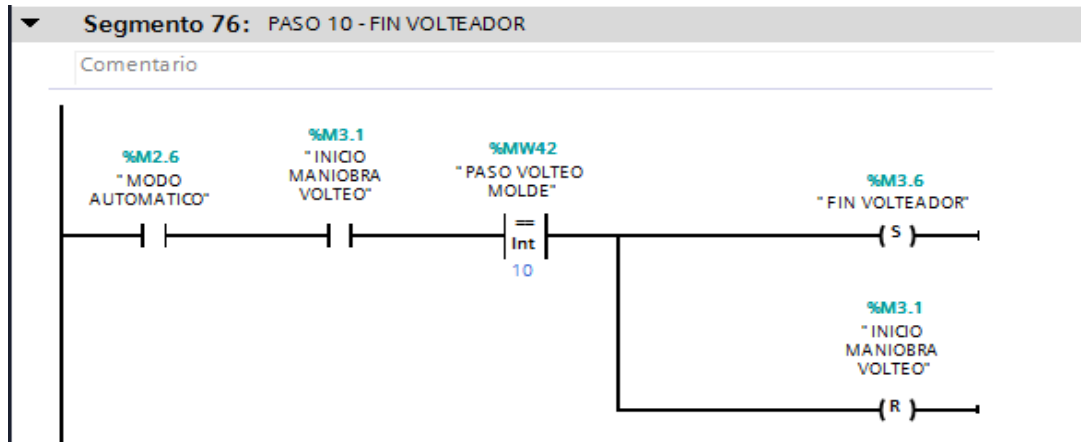 Segmento 76: PASO 10 - FIN VOLTEADOR
Comentario
%M2.6
"MODO
AUTOMATICO"
%M3.1
"INICIO
MANIOBRA
VOLTEO"
%MW42
"PASO VOLTEO
MOLDE"
==
Int
10
%M3.6
"FIN VOLTEADOR"
S
%M3.1
"INICIO
MANIOBRA
VOLTEO"
R